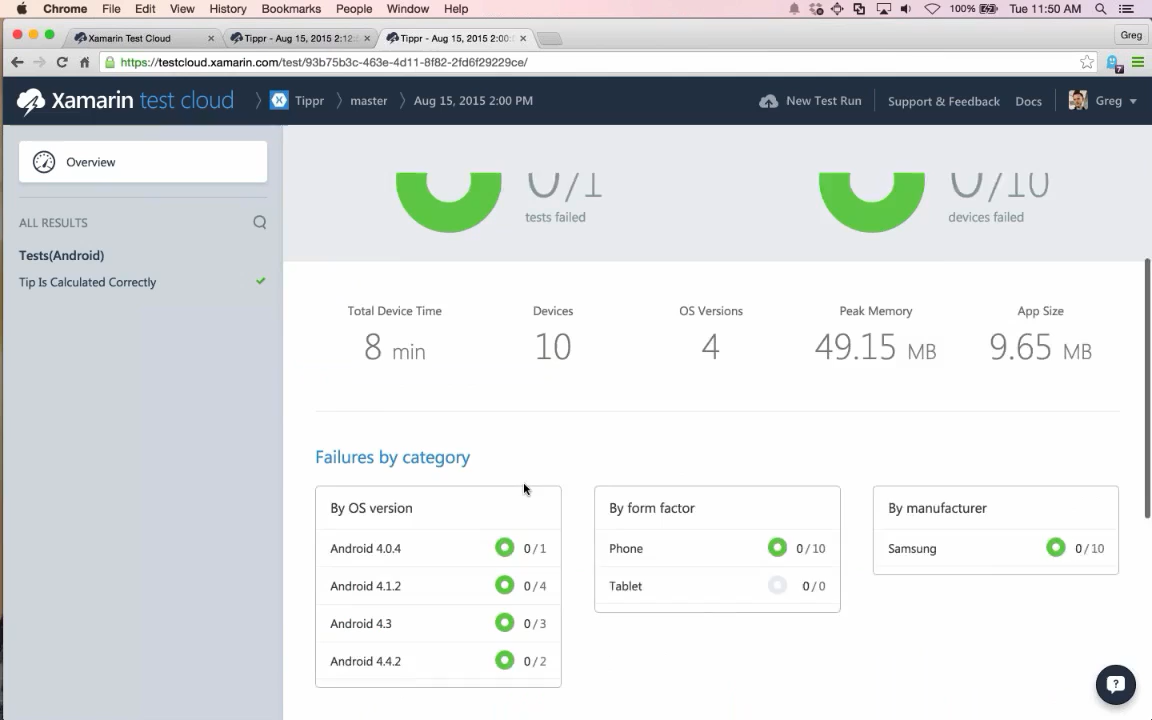 Chrome File Edit View History Bookmarks People Window Help 100% Tue 11:50 AM
Xamarin Test Cloud Tippr - Aug 15, 2015 2:12: Tippr - Aug 15, 2015 2:00: Greg
https://testcloud.xamarin.com/test/93b75b3c-463e-4d11-8f82-2fd6f29229ce/ 7
Xamarin test cloud Tippr master Aug 15, 2015 2:00 PM New Test Run Support & Feedback Docs Greg
Overview
0/1 0/10
tests failed devices failed
ALL RESULTS
Tests(Android)
Tip Is Calculated Correctly
Total Device Time Devices OS Versions Peak Memory App Size
8 min 10 4 49.15 MB 9.65 MB
Failures by category
By OS version By form factor By manufacturer
Android 4.0.4 0/1 Phone 0/10 Samsung 0/10
Android 4.1.2 0/4 Tablet 0/0
Android 4.3 0/3
Android 4.4.2 0/2
?